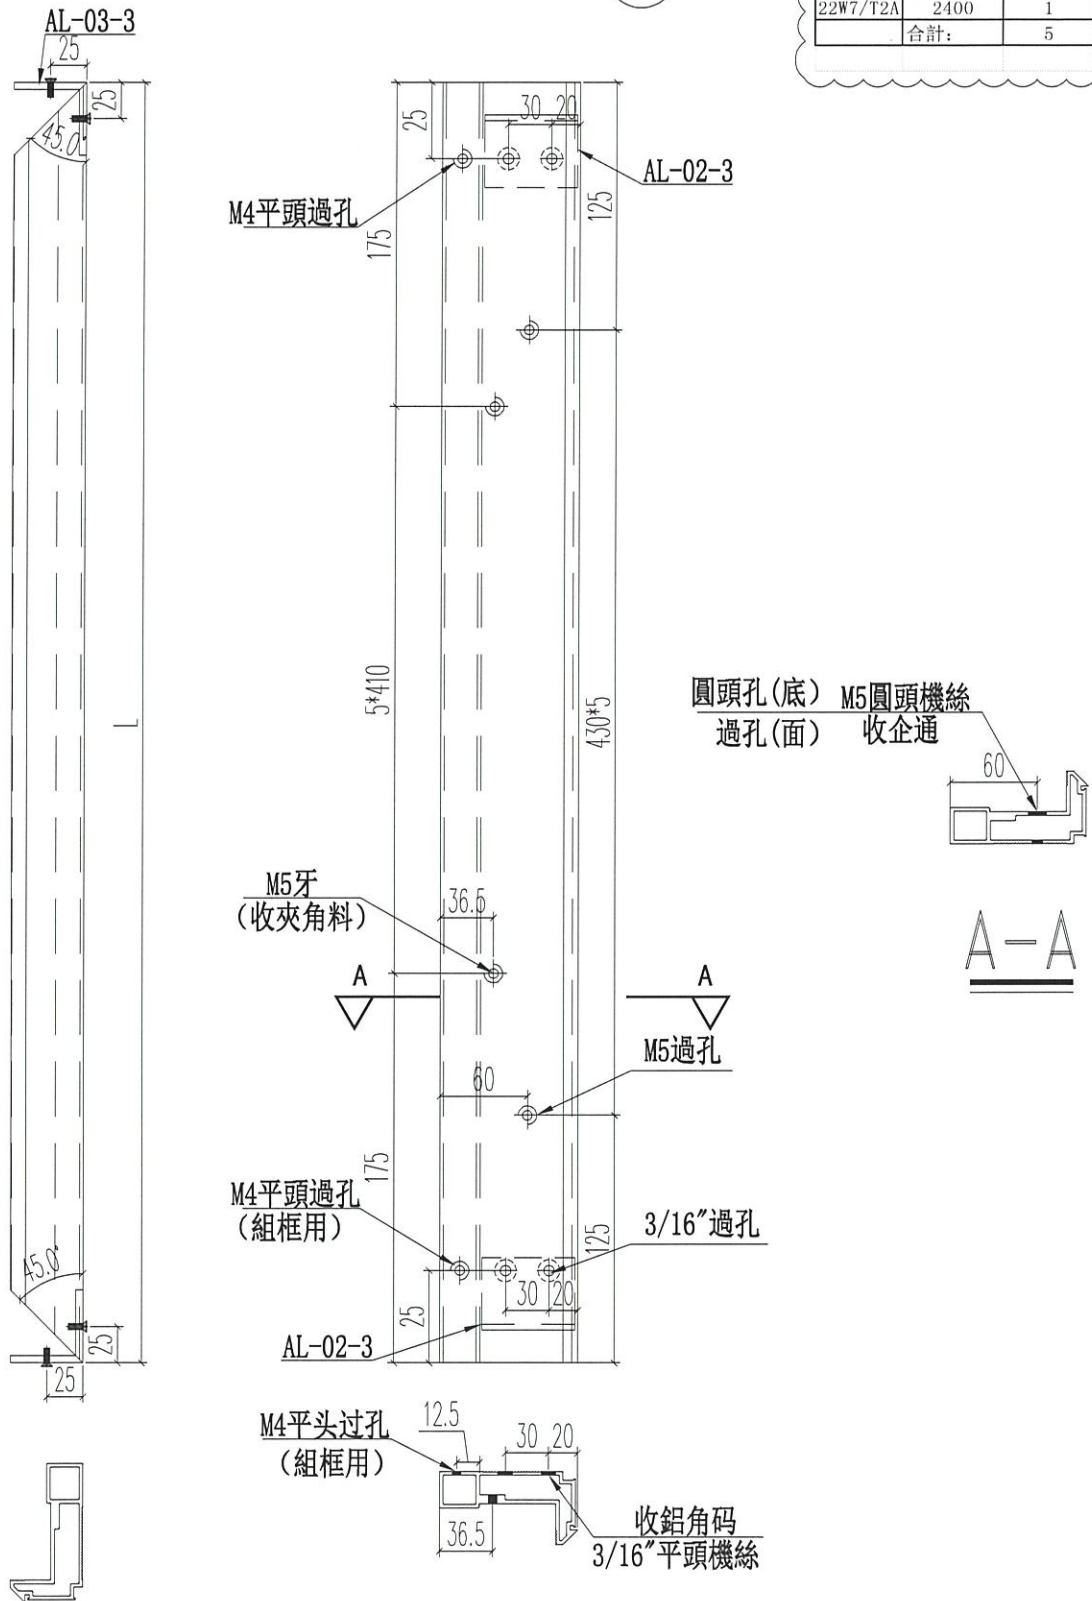 22W7/T2A 2400 1
合計: 5
AL-03-3
25
25
45.0°
L
45.0°
25
25
30 20
25
AL-02-3
M4平頭過孔
175
125
5*410
430*5
M5牙
(收夾角料)
36.5
A A
M5過孔
60
175
M4平頭過孔
(組框用)
3/16"過孔
125
30 20
25
AL-02-3
圓頭孔(底) M5圓頭機絲
過孔(面) 收企通
60
A-A
M4平头过孔
(組框用)
12.5
30 20
36.5
收鋁角码
3/16"平頭機絲